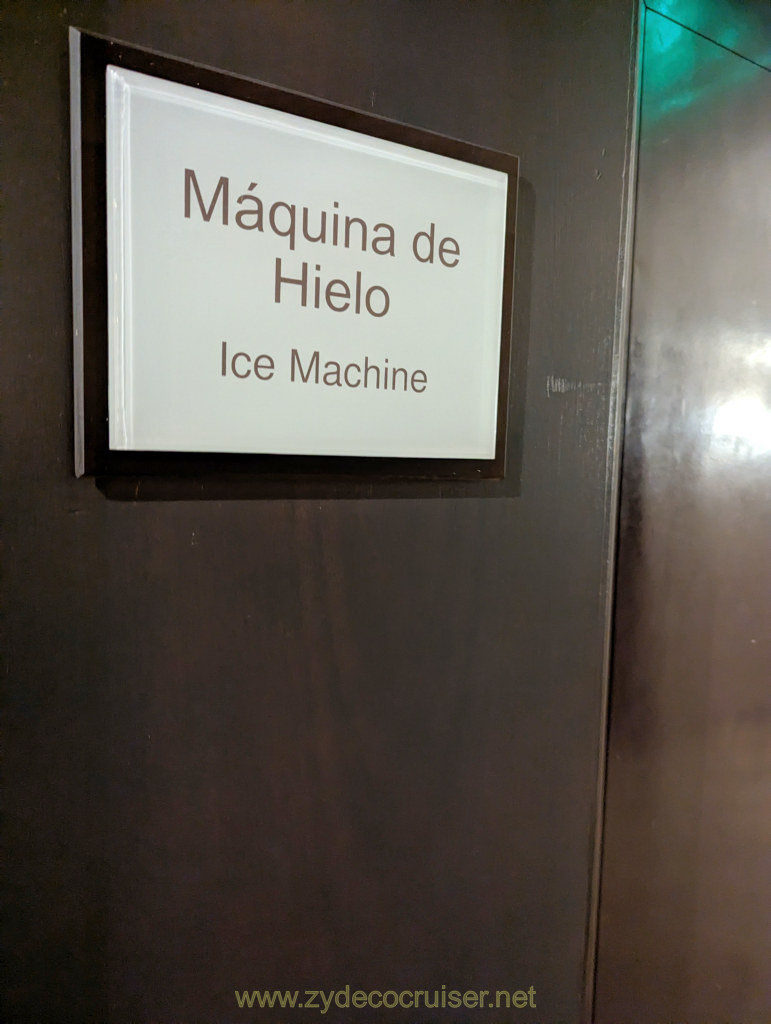 Máquina de
Hielo
Ice Machine
www.zydecocruiser.net